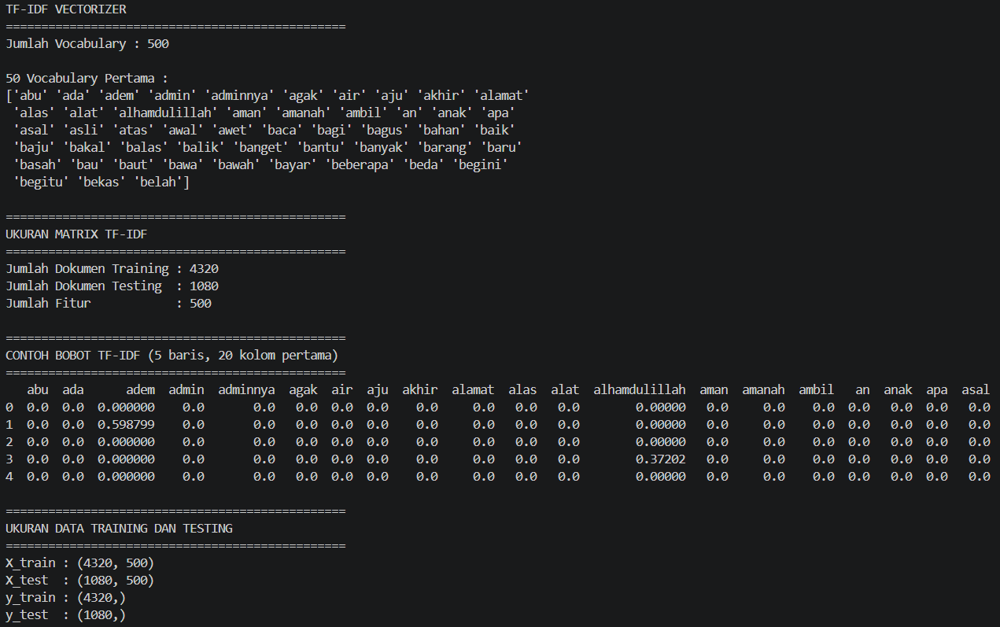 TF-IDF VECTORIZER
================================================
Jumlah Vocabulary : 500
50 Vocabulary Pertama :
['abu' 'ada' 'adem' 'admin' 'adminnya' 'agak' 'air' 'aju' 'akhir' 'alamat'
'alas' 'alat' 'alhamdulillah' 'aman' 'amanah' 'ambil' 'an' 'anak' 'apa'
'asal' 'asli' 'atas' 'awal' 'awet' 'baca' 'bagi' 'bagus' 'bahan' 'baik'
'baju' 'bakal' 'balas' 'balik' 'banget' 'bantu' 'banyak' 'barang' 'baru'
'basah' 'bau' 'baut' 'bawa' 'bawah' 'bayar' 'beberapa' 'beda' 'begini'
'begitu' 'bekas' 'belah']
================================================
UKURAN MATRIX TF-IDF
================================================
Jumlah Dokumen Training : 4320
Jumlah Dokumen Testing  : 1080
Jumlah Fitur            : 500
================================================
CONTOH BOBOT TF-IDF (5 baris, 20 kolom pertama)
================================================
   abu  ada      adem  admin  adminnya  agak  air  aju  akhir  alamat  alas  alat  alhamdulillah  aman  amanah  ambil   an  anak  apa  asal
0  0.0  0.0  0.000000    0.0       0.0   0.0  0.0  0.0    0.0     0.0   0.0   0.0        0.00000   0.0     0.0    0.0  0.0   0.0  0.0   0.0
1  0.0  0.0  0.598799    0.0       0.0   0.0  0.0  0.0    0.0     0.0   0.0   0.0        0.00000   0.0     0.0    0.0  0.0   0.0  0.0   0.0
2  0.0  0.0  0.000000    0.0       0.0   0.0  0.0  0.0    0.0     0.0   0.0   0.0        0.00000   0.0     0.0    0.0  0.0   0.0  0.0   0.0
3  0.0  0.0  0.000000    0.0       0.0   0.0  0.0  0.0    0.0     0.0   0.0   0.0        0.37202   0.0     0.0    0.0  0.0   0.0  0.0   0.0
4  0.0  0.0  0.000000    0.0       0.0   0.0  0.0  0.0    0.0     0.0   0.0   0.0        0.00000   0.0     0.0    0.0  0.0   0.0  0.0   0.0
================================================
UKURAN DATA TRAINING DAN TESTING
================================================
X_train : (4320, 500)
X_test  : (1080, 500)
y_train : (4320,)
y_test  : (1080,)